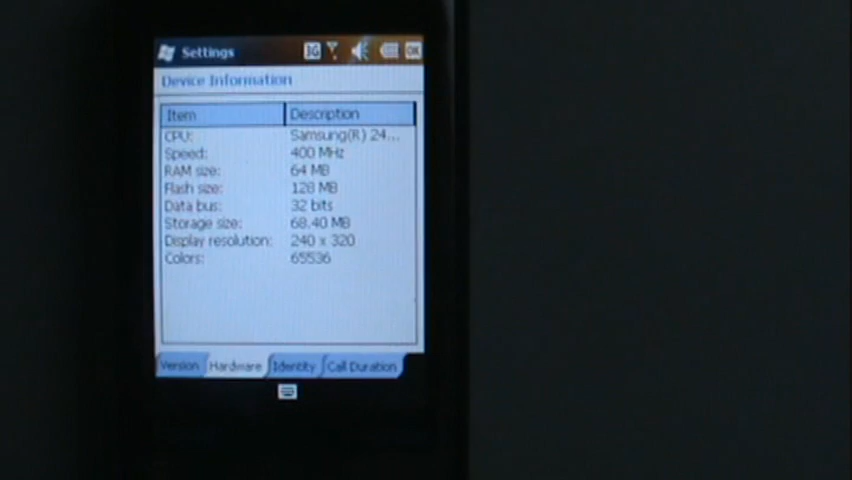 Settings 3G OK
Device Information
Item Description
CPU: Samsung(R) 24...
Speed: 400 MHz
RAM size: 64 MB
Flash size: 128 MB
Data bus: 32 bits
Storage size: 68.40 MB
Display resolution: 240 x 320
Colors: 65536
Version Hardware Identity Call Duration